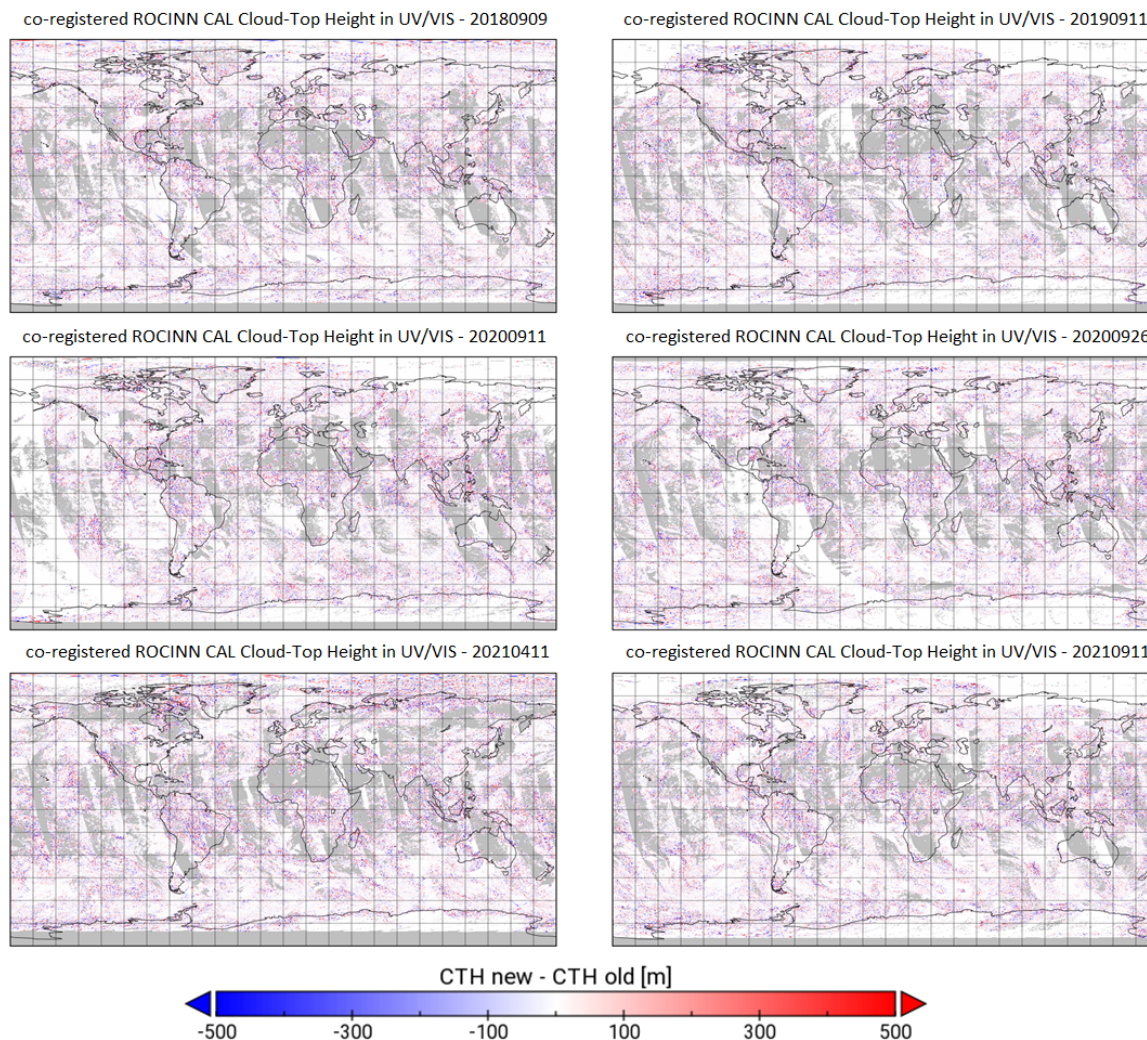 co-registered ROCINN CAL Cloud-Top Height in UV/VIS - 20180909
co-registered ROCINN CAL Cloud-Top Height in UV/VIS - 20190911
co-registered ROCINN CAL Cloud-Top Height in UV/VIS - 20200911
co-registered ROCINN CAL Cloud-Top Height in UV/VIS - 20200926
co-registered ROCINN CAL Cloud-Top Height in UV/VIS - 20210411
co-registered ROCINN CAL Cloud-Top Height in UV/VIS - 20210911
CTH new - CTH old [m]
-500 -300 -100 100 300 500